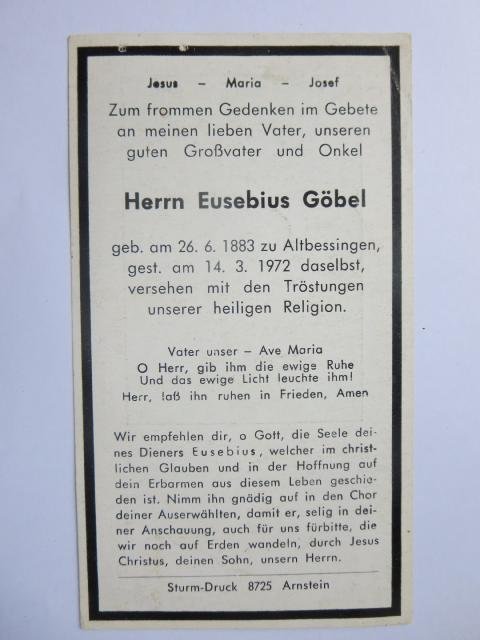 Jesus – Maria – Josef
Zum frommen Gedenken im Gebete
an meinen lieben Vater, unseren
guten Großvater und Onkel
Herrn Eusebius Göbel
geb. am 26. 6. 1883 zu Altbessingen,
gest. am 14. 3. 1972 daselbst,
versehen mit den Tröstungen
unserer heiligen Religion.
Vater unser – Ave Maria
O Herr, gib ihm die ewige Ruhe
Und das ewige Licht leuchte ihm!
Herr, laß ihn ruhen in Frieden, Amen
Wir empfehlen dir, o Gott, die Seele dei-
nes Dieners Eusebius, welcher im christ-
lichen Glauben und in der Hoffnung auf
dein Erbarmen aus diesem Leben geschie-
den ist. Nimm ihn gnädig auf in den Chor
deiner Auserwählten, damit er, selig in dei-
ner Anschauung, auch für uns fürbitte, die
wir noch auf Erden wandeln, durch Jesus
Christus, deinen Sohn, unsern Herrn.
Sturm-Druck 8725 Arnstein